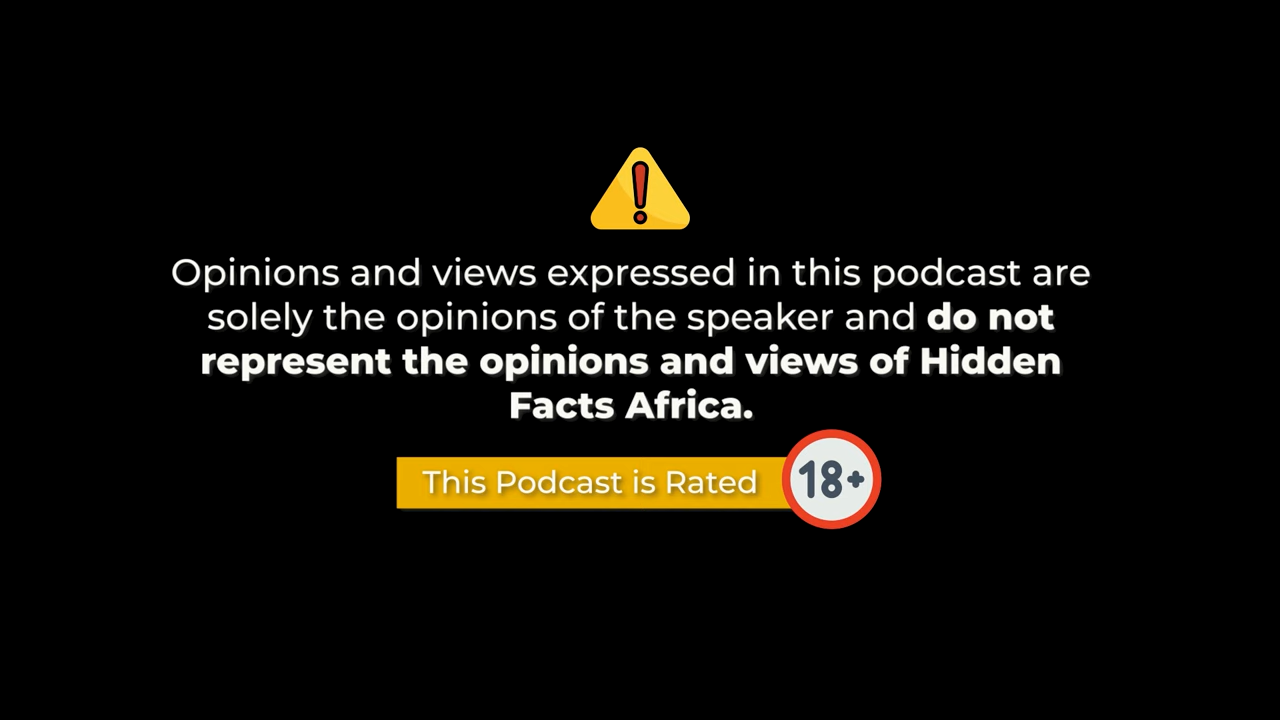 Opinions and views expressed in this podcast are
solely the opinions of the speaker and do not
represent the opinions and views of Hidden
Facts Africa.
This Podcast is Rated 18+